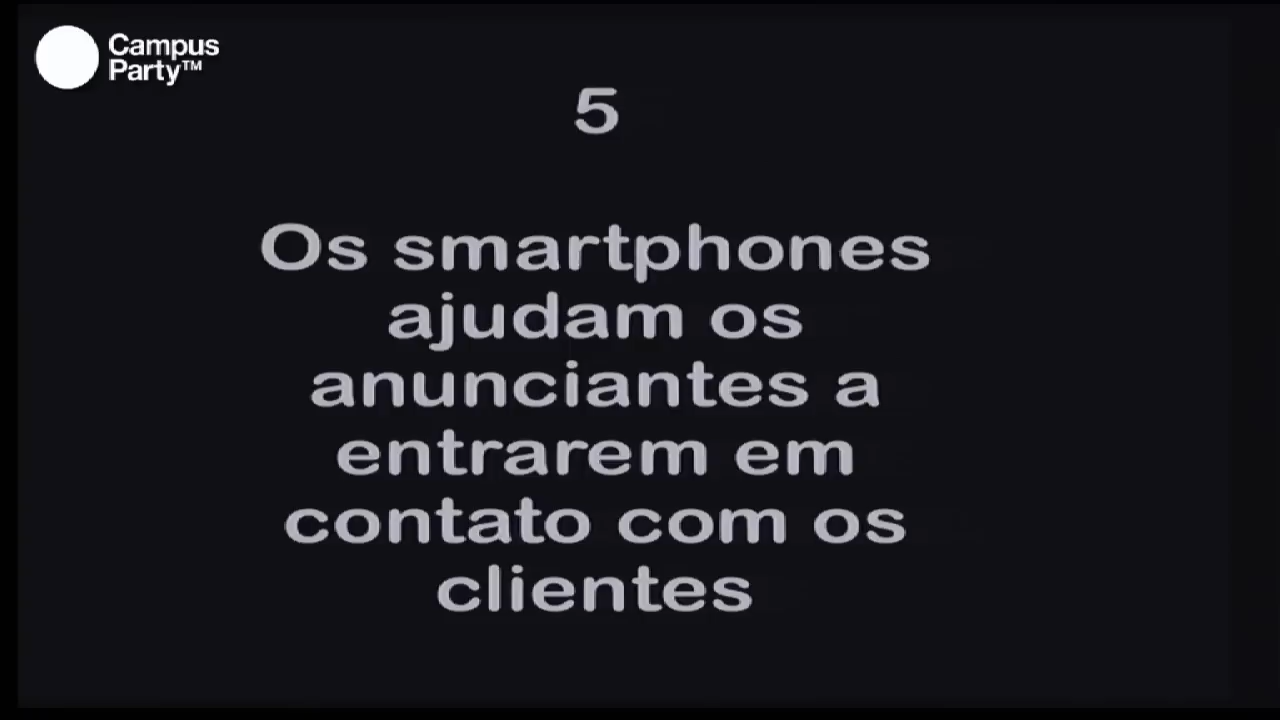 Campus
Party™
5
Os smartphones
ajudam os
anunciantes a
entrarem em
contato com os
clientes